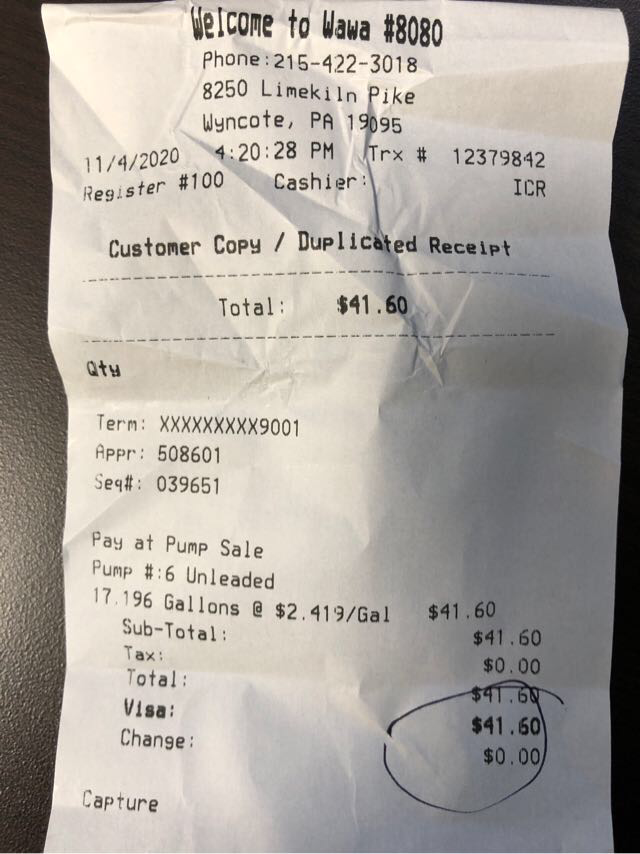 Welcome to Wawa #8080
Phone:215-422-3018
8250 Limekiln Pike
Wyncote, PA 19095
11/4/2020 4:20:28 PM Trx # 12379842
Register #100 Cashier: ICR
Customer Copy / Duplicated Receipt
Total: $41.60
Qty
Term: XXXXXXXXX9001
Appr: 508601
Seq#: 039651
Pay at Pump Sale
Pump #:6 Unleaded
17.196 Gallons @ $2.419/Gal $41.60
Sub-Total: $41.60
Tax: $0.00
Total: $41.60
Visa: $41.60
Change: $0.00
Capture